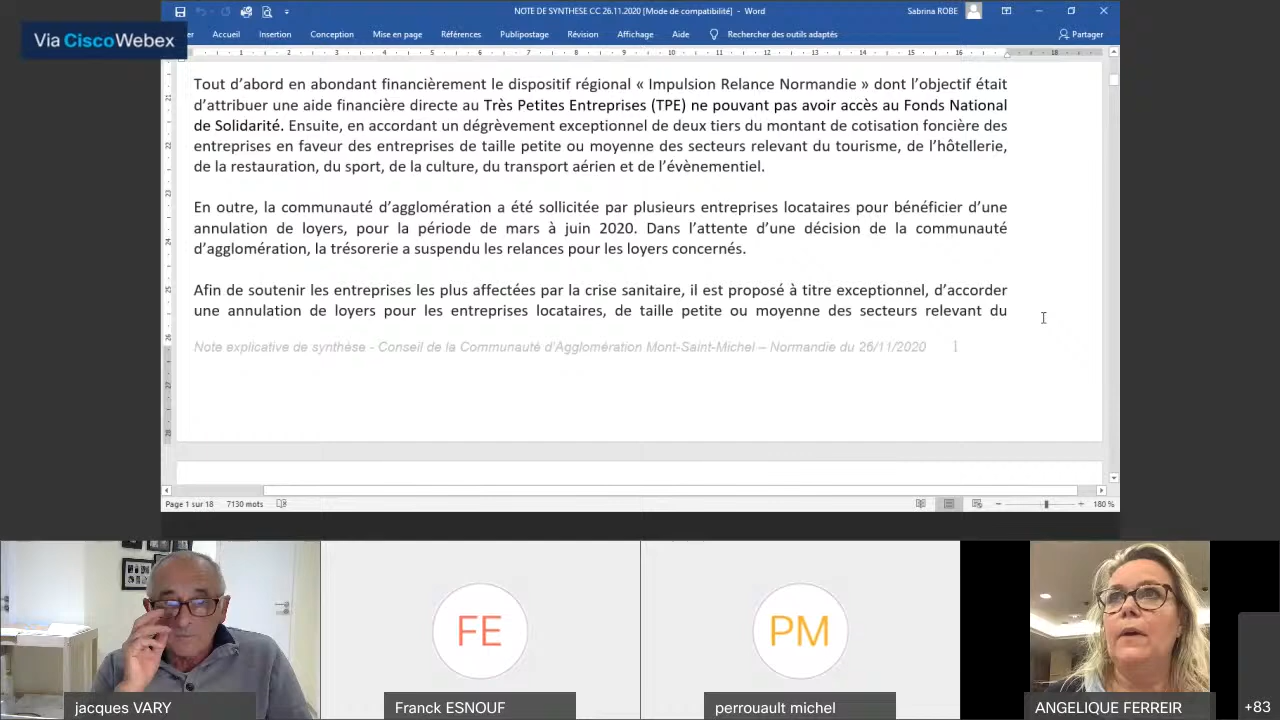 NOTE DE SYNTHESE CC 26.11.2020 [Mode de compatibilité] - Word
Sabrina ROBE
Via CiscoWebex
Accueil Insertion Conception Mise en page Références Publipostage Révision Affichage Aide Rechercher des outils adaptés Partager
Tout d'abord en abondant financièrement le dispositif régional « Impulsion Relance Normandie » dont l'objectif était
d'attribuer une aide financière directe au Très Petites Entreprises (TPE) ne pouvant pas avoir accès au Fonds National
de Solidarité. Ensuite, en accordant un dégrèvement exceptionnel de deux tiers du montant de cotisation foncière des
entreprises en faveur des entreprises de taille petite ou moyenne des secteurs relevant du tourisme, de l'hôtellerie,
de la restauration, du sport, de la culture, du transport aérien et de l'évènementiel.
En outre, la communauté d'agglomération a été sollicitée par plusieurs entreprises locataires pour bénéficier d'une
annulation de loyers, pour la période de mars à juin 2020. Dans l'attente d'une décision de la communauté
d'agglomération, la trésorerie a suspendu les relances pour les loyers concernés.
Afin de soutenir les entreprises les plus affectées par la crise sanitaire, il est proposé à titre exceptionnel, d'accorder
une annulation de loyers pour les entreprises locataires, de taille petite ou moyenne des secteurs relevant du
Note explicative de synthèse - Conseil de la Communauté d'Agglomération Mont-Saint-Michel – Normandie du 26/11/2020 1
Page 1 sur 18 7130 mots 180 %
FE
PM
jacques VARY
Franck ESNOUF
perrouault michel
ANGELIQUE FERREIR
+83